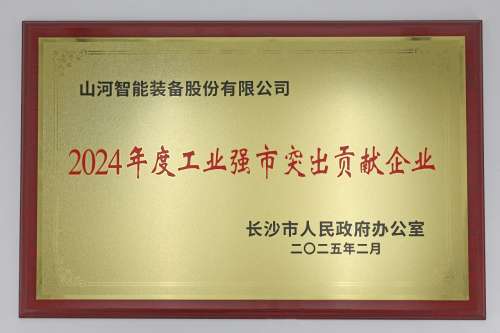 山河智能装备股份有限公司
2024年度工业强市突出贡献企业
长沙市人民政府办公室
二〇二五年二月